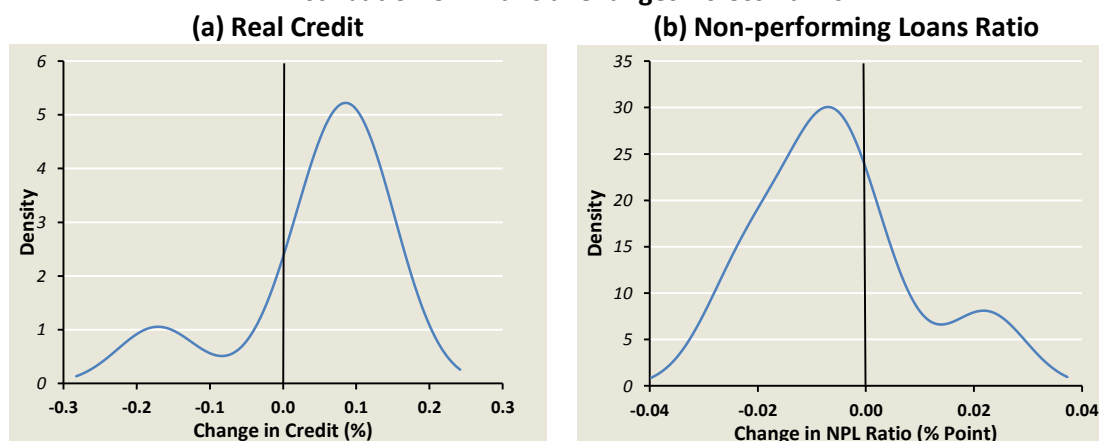 (a) Real Credit
6
5
4
3
2
1
0
Density
-0.3 -0.2 -0.1 0.0 0.1 0.2 0.3
Change in Credit (%)
(b) Non-performing Loans Ratio
35
30
25
20
15
10
5
0
Density
-0.04 -0.02 0.00 0.02 0.04
Change in NPL Ratio (% Point)